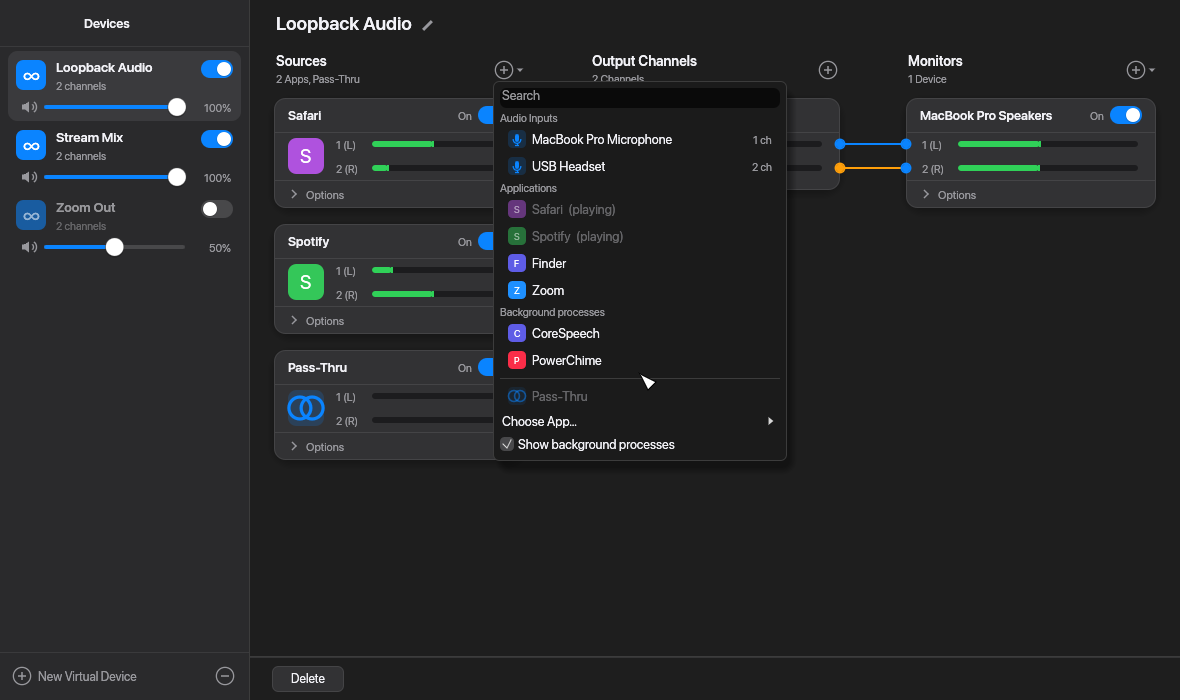 Devices
Loopback Audio
2 channels
100%
Stream Mix
2 channels
100%
Zoom Out
2 channels
50%
New Virtual Device
Loopback Audio
Sources
2 Apps, Pass-Thru
Output Channels
2 Channels
Monitors
1 Device
Safari On
S
1 (L)
2 (R)
Options
Spotify On
S
1 (L)
2 (R)
Options
Pass-Thru On
1 (L)
2 (R)
Options
Search
Audio Inputs
MacBook Pro Microphone 1 ch
USB Headset 2 ch
Applications
S Safari (playing)
S Spotify (playing)
F Finder
Z Zoom
Background processes
C CoreSpeech
P PowerChime
Pass-Thru
Choose App...
Show background processes
MacBook Pro Speakers On
1 (L)
2 (R)
Options
Delete